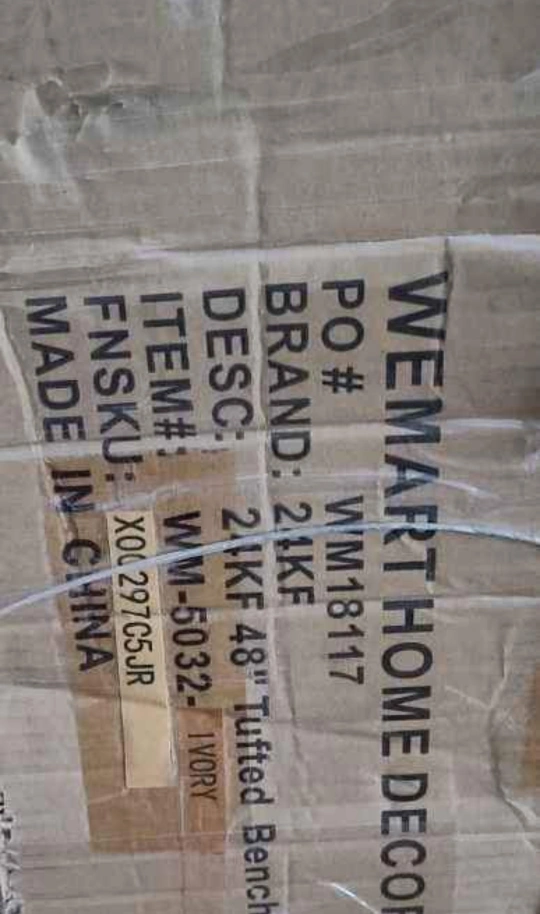 WEMART HOME DECOR
PO # WM18117
BRAND: 24KF
DESC: 24KF 48" Tufted Bench
ITEM#: WM-5032- IVORY
FNSKU: X00297C5JR
MADE IN CHINA